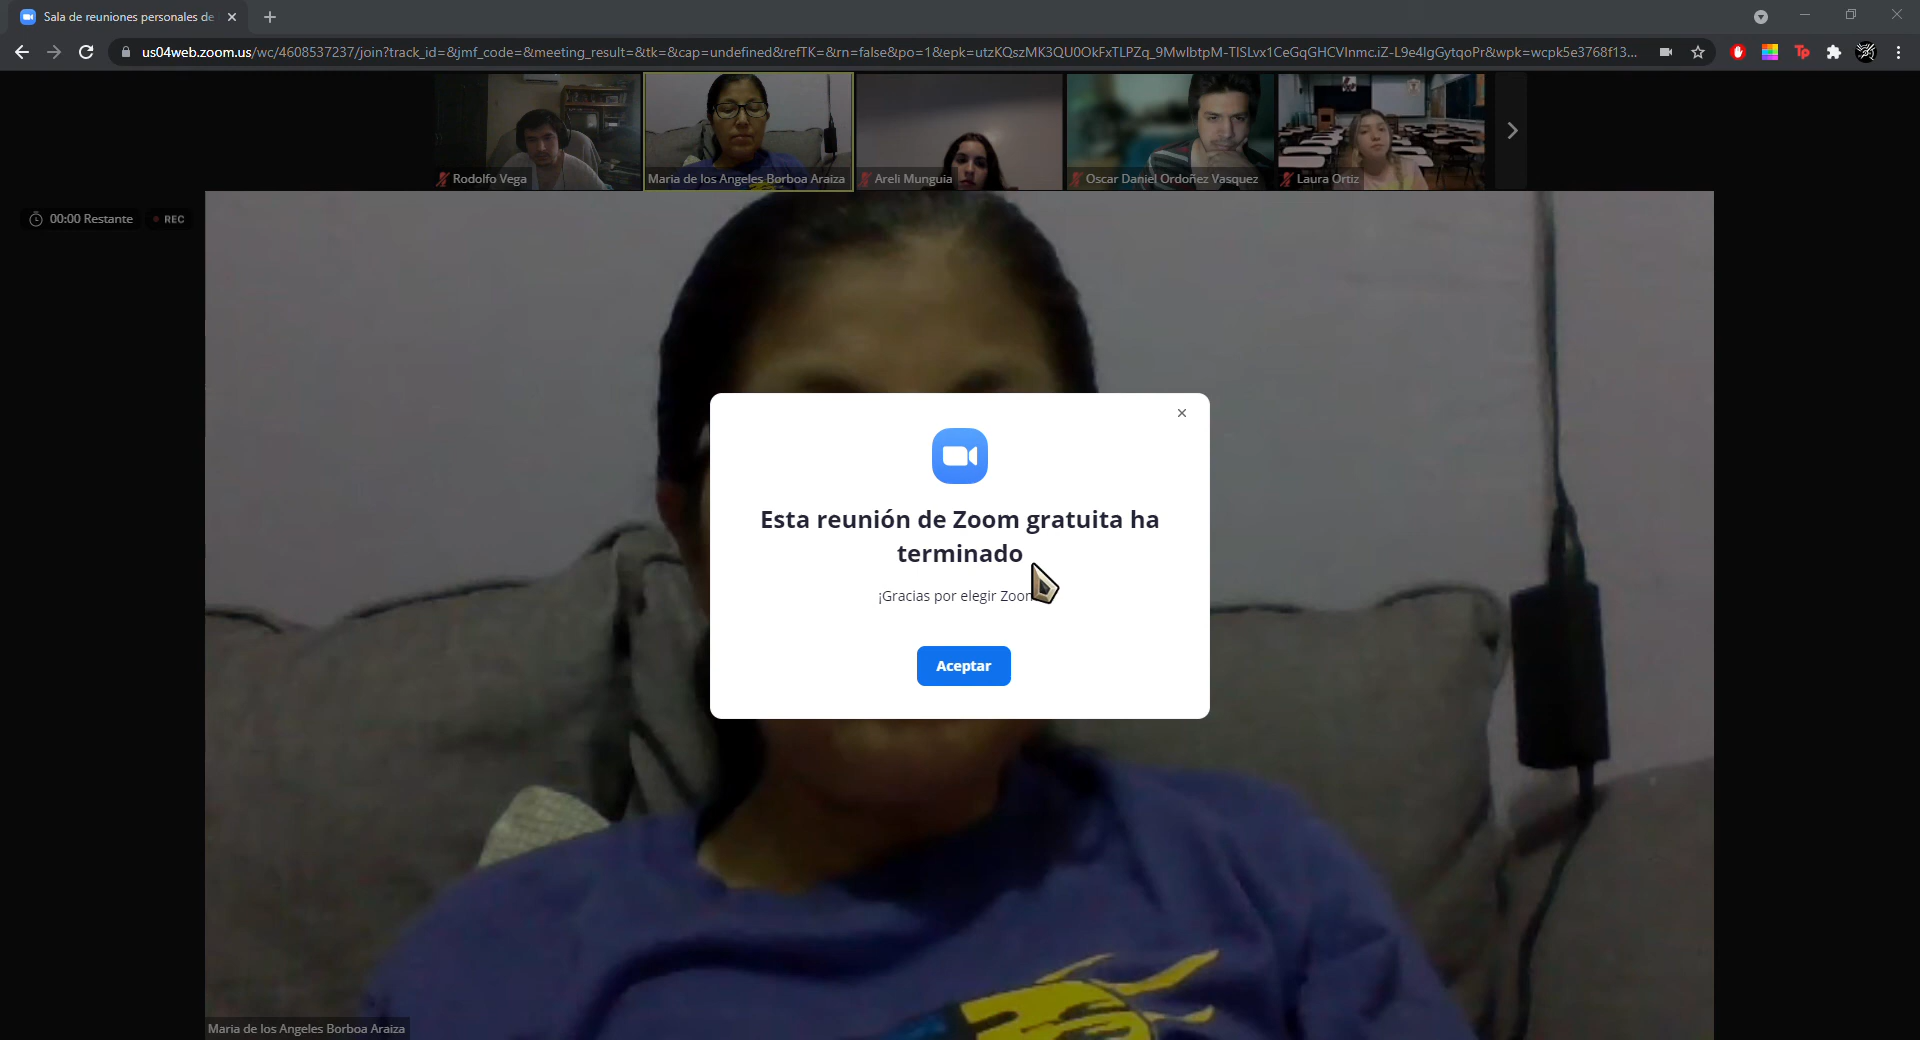 Sala de reuniones personales de
us04web.zoom.us/wc/4608537237/join?track_id=&jmf_code=&meeting_result=&tk=&cap=undefined&refTK=&rn=false&po=1&epk=utzKQszMK3QU0OkFxTLPZq_9MwIbtpM-TISLvx1CeGqGHCVInmc.iZ-L9e4IgGytqoPr&wpk=wcpk5e3768f13...
Tp
Rodolfo Vega
Maria de los Angeles Borboa Araiza
Areli Munguia
Oscar Daniel Ordoñez Vasquez
Laura Ortiz
00:00 Restante
REC
Esta reunión de Zoom gratuita ha
terminado
¡Gracias por elegir
Aceptar
Maria de los Angeles Borboa Araiza